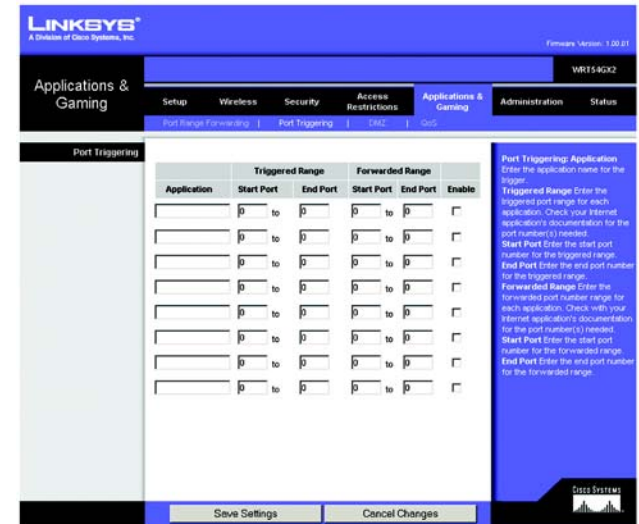 LINKSYS®
A Division of Cisco Systems, Inc.
Firmware Version: 1.00.01
WRT54GX2
Applications &
Gaming
Setup Wireless Security Access Restrictions Applications & Gaming Administration Status
Port Range Forwarding | Port Triggering | DMZ | QoS
Port Triggering
Triggered Range Forwarded Range
Application Start Port End Port Start Port End Port Enable
0 to 0 0 to 0
0 to 0 0 to 0
0 to 0 0 to 0
0 to 0 0 to 0
0 to 0 0 to 0
0 to 0 0 to 0
0 to 0 0 to 0
0 to 0 0 to 0
Port Triggering: Application
Enter the application name for the
trigger.
Triggered Range Enter the
triggered port range for each
application. Check your Internet
application's documentation for the
port number(s) needed.
Start Port Enter the start port
number for the triggered range.
End Port Enter the end port number
for the triggered range.
Forwarded Range Enter the
forwarded port number range for
each application. Check with your
Internet application's documentation
for the port number(s) needed.
Start Port Enter the start port
number for the forwarded range.
End Port Enter the end port number
for the forwarded range.
Save Settings Cancel Changes
CISCO SYSTEMS